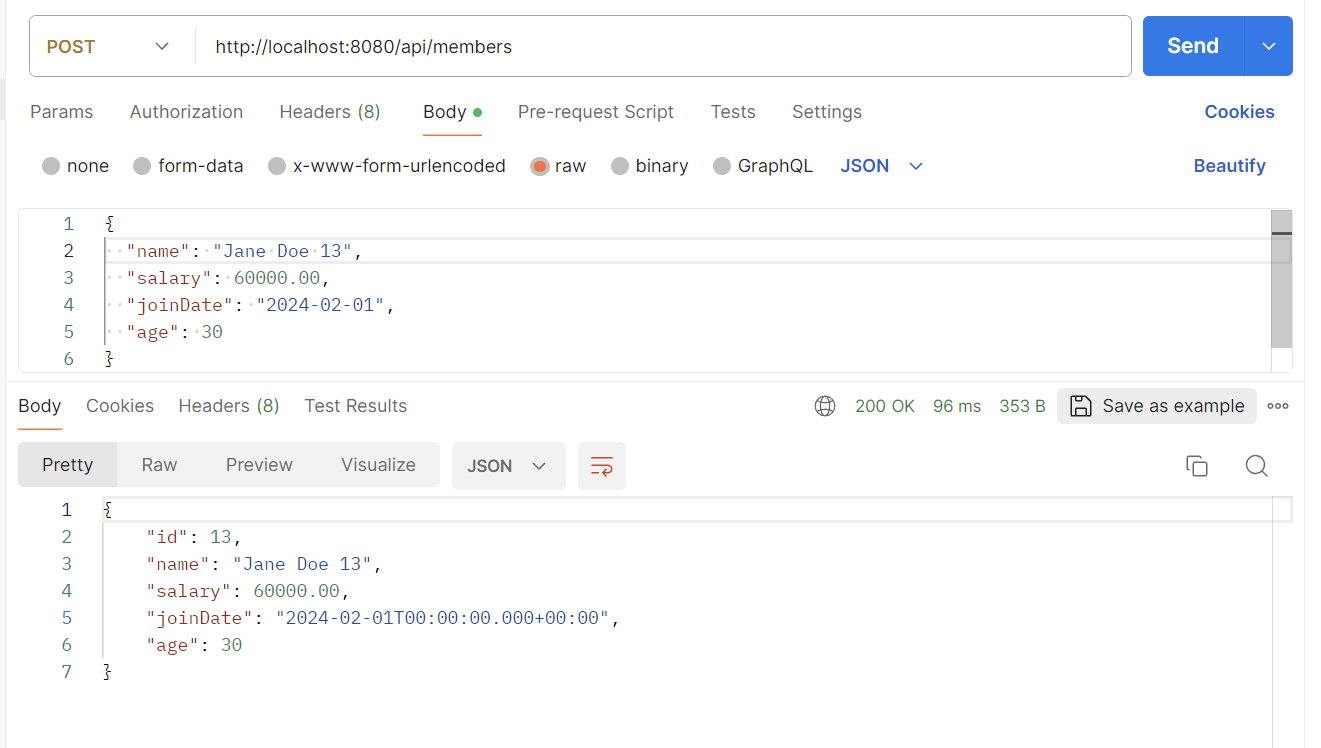 POST http://localhost:8080/api/members Send
Params Authorization Headers (8) Body Pre-request Script Tests Settings Cookies
none form-data x-www-form-urlencoded raw binary GraphQL JSON Beautify
1 {
2 "name": "Jane Doe 13",
3 "salary": 60000.00,
4 "joinDate": "2024-02-01",
5 "age": 30
6 }
Body Cookies Headers (8) Test Results 200 OK 96 ms 353 B Save as example
Pretty Raw Preview Visualize JSON
1 {
2 "id": 13,
3 "name": "Jane Doe 13",
4 "salary": 60000.00,
5 "joinDate": "2024-02-01T00:00:00.000+00:00",
6 "age": 30
7 }